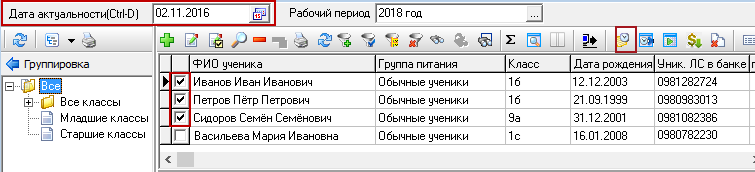 Дата актуальности(Ctrl-D) 02.11.2016 15 Рабочий период 2018 год ...
Группировка
Все
Все классы
Младшие классы
Старшие классы
ФИО ученика Группа питания Класс Дата рождения Уник. ЛС в банке
Иванов Иван Иванович Обычные ученики 1б 12.12.2003 0981282724
Петров Пётр Петрович Обычные ученики 1б 21.09.1999 0980983013
Сидоров Семён Семёнович Обычные ученики 9а 31.12.2001 0981082386
Васильева Мария Ивановна Обычные ученики 1с 16.01.2008 0980782230